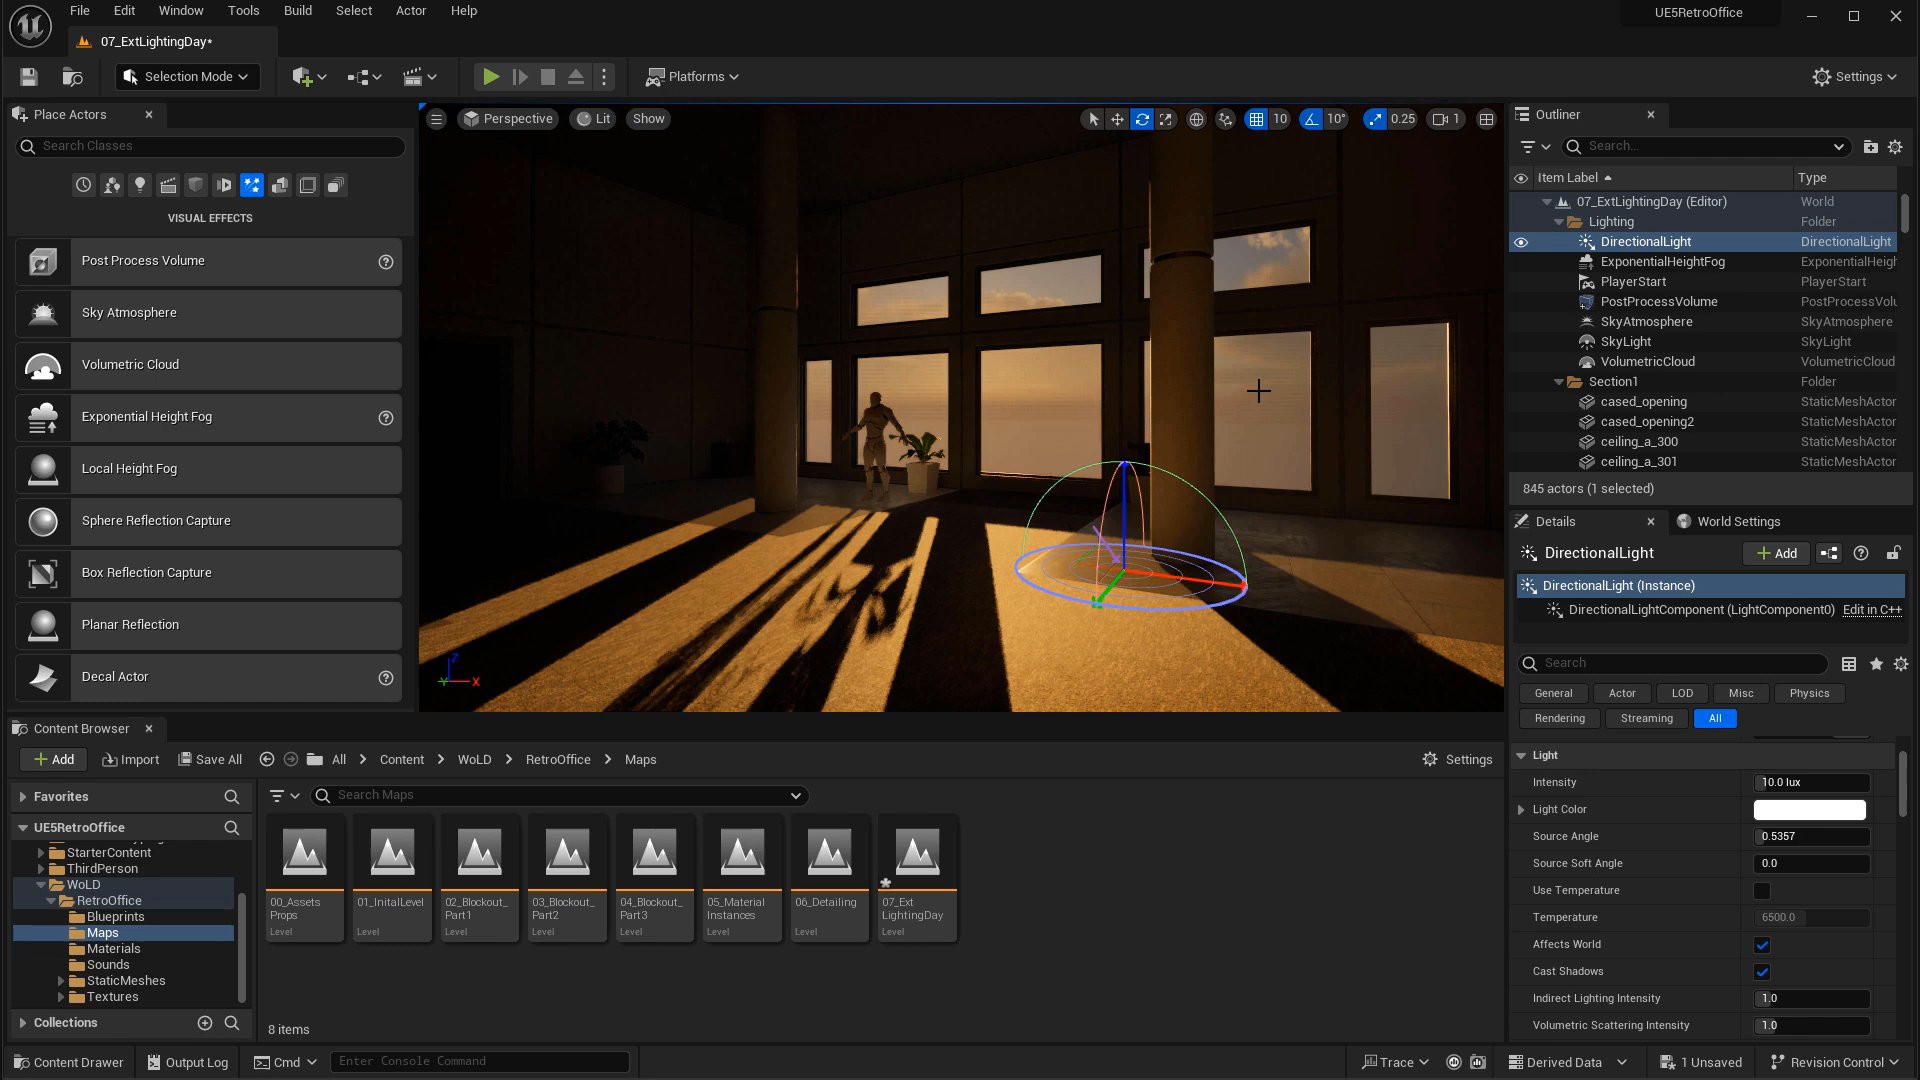 File Edit Window Tools Build Select Actor Help
UE5RetroOffice
07_ExtLightingDay*
Selection Mode
Platforms
Settings
Place Actors
Search Classes
VISUAL EFFECTS
Post Process Volume
Sky Atmosphere
Volumetric Cloud
Exponential Height Fog
Local Height Fog
Sphere Reflection Capture
Box Reflection Capture
Planar Reflection
Decal Actor
Perspective Lit Show
10 10° 0.25 1
Z
Y X
Outliner
Search...
Item Label Type
07_ExtLightingDay (Editor) World
Lighting Folder
DirectionalLight DirectionalLight
ExponentialHeightFog ExponentialHeigh
PlayerStart PlayerStart
PostProcessVolume PostProcessVolu
SkyAtmosphere SkyAtmosphere
SkyLight SkyLight
VolumetricCloud VolumetricCloud
Section1 Folder
cased_opening StaticMeshActor
cased_opening2 StaticMeshActor
ceiling_a_300 StaticMeshActor
ceiling_a_301 StaticMeshActor
845 actors (1 selected)
Details World Settings
DirectionalLight Add
DirectionalLight (Instance)
DirectionalLightComponent (LightComponent0) Edit in C++
Search
General Actor LOD Misc Physics
Rendering Streaming All
Light
Intensity 10.0 lux
Light Color
Source Angle 0.5357
Source Soft Angle 0.0
Use Temperature
Temperature 6500.0
Affects World
Cast Shadows
Indirect Lighting Intensity 1.0
Volumetric Scattering Intensity 1.0
Content Browser
Add Import Save All All Content WoLD RetroOffice Maps Settings
Favorites
UE5RetroOffice
StarterContent
ThirdPerson
WoLD
RetroOffice
Blueprints
Maps
Materials
Sounds
StaticMeshes
Textures
Collections
Search Maps
00_Assets
Props
Level
01_InitalLevel
Level
02_Blockout_
Part1
Level
03_Blockout_
Part2
Level
04_Blockout_
Part3
Level
05_Material
Instances
Level
06_Detailing
Level
07_Ext
LightingDay
Level
8 items
Content Drawer Output Log Cmd Enter Console Command Trace Derived Data 1 Unsaved Revision Control